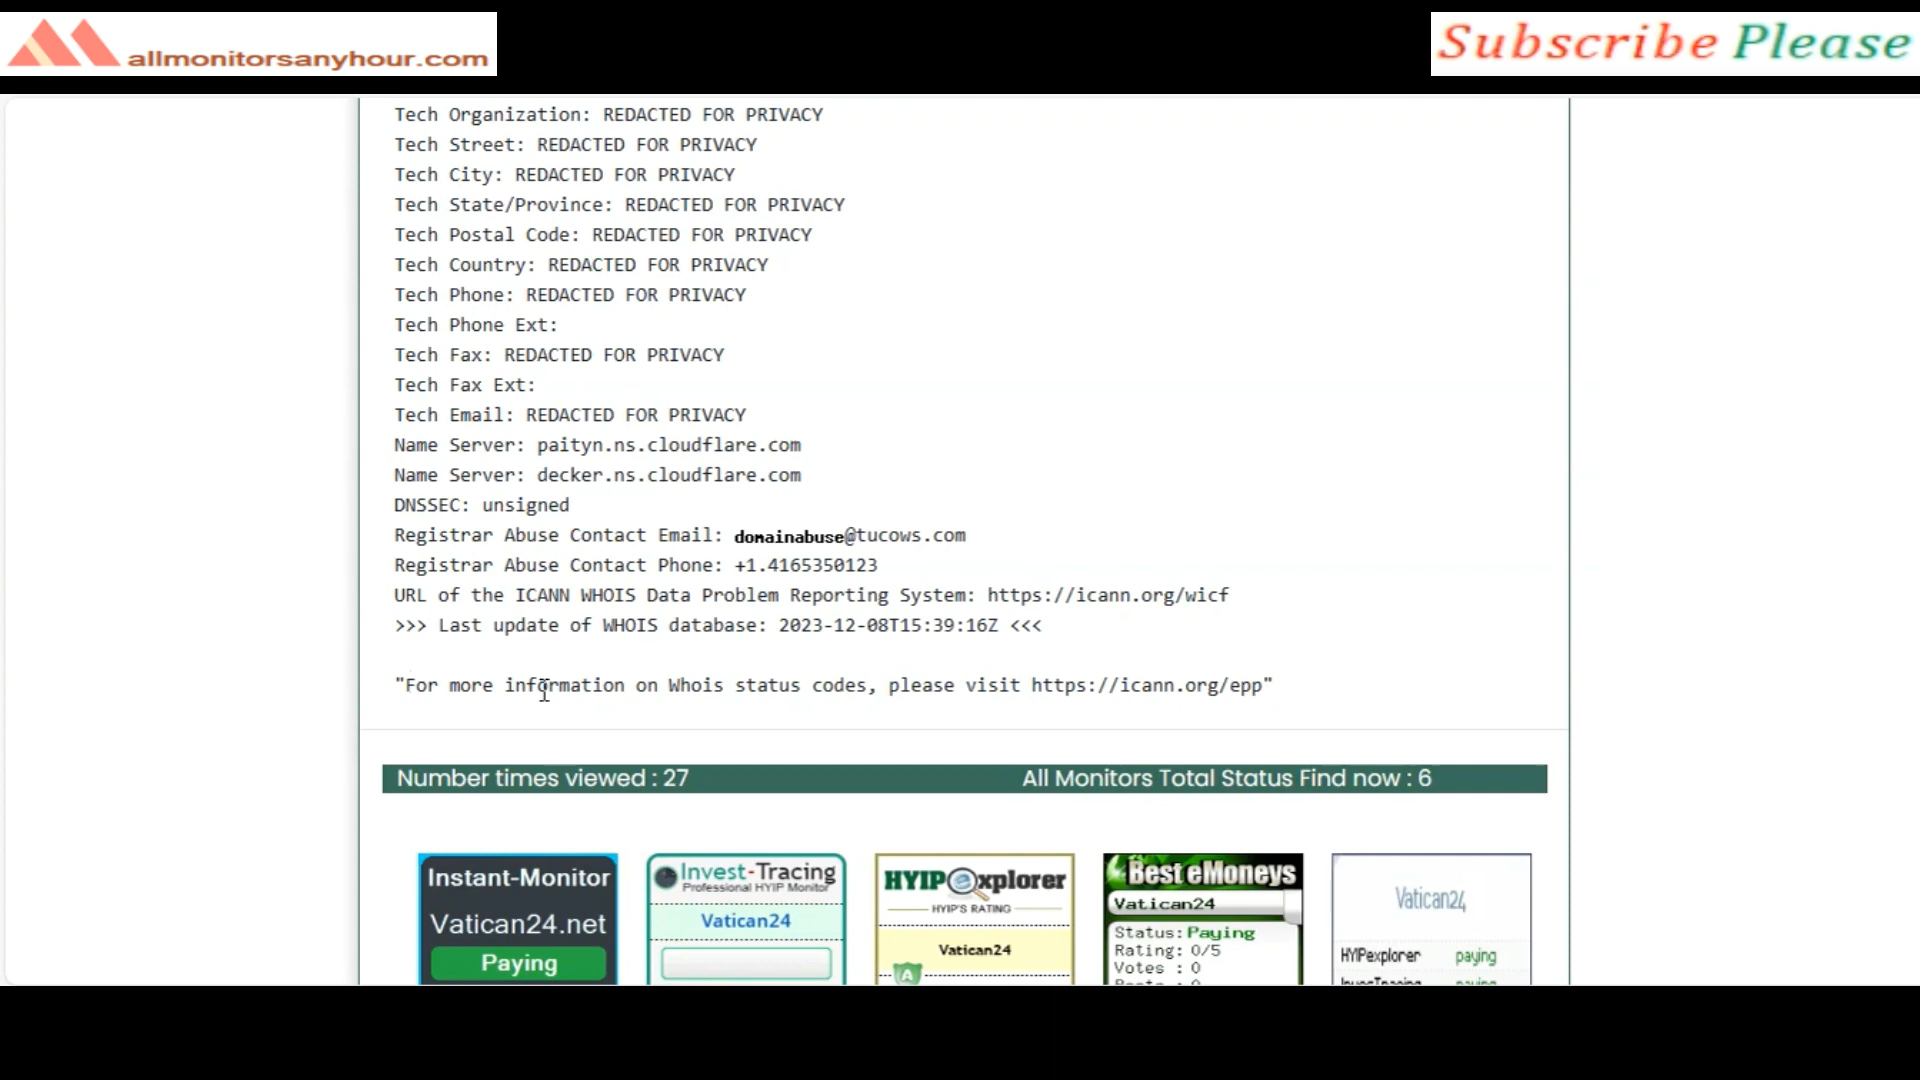 allmonitorsanyhour.com
Subscribe Please
Tech Organization: REDACTED FOR PRIVACY
Tech Street: REDACTED FOR PRIVACY
Tech City: REDACTED FOR PRIVACY
Tech State/Province: REDACTED FOR PRIVACY
Tech Postal Code: REDACTED FOR PRIVACY
Tech Country: REDACTED FOR PRIVACY
Tech Phone: REDACTED FOR PRIVACY
Tech Phone Ext:
Tech Fax: REDACTED FOR PRIVACY
Tech Fax Ext:
Tech Email: REDACTED FOR PRIVACY
Name Server: paityn.ns.cloudflare.com
Name Server: decker.ns.cloudflare.com
DNSSEC: unsigned
Registrar Abuse Contact Email: domainabuse@tucows.com
Registrar Abuse Contact Phone: +1.4165350123
URL of the ICANN WHOIS Data Problem Reporting System: https://icann.org/wicf
>>> Last update of WHOIS database: 2023-12-08T15:39:16Z <<<
"For more information on Whois status codes, please visit https://icann.org/epp"
Number times viewed : 27
All Monitors Total Status Find now : 6
Instant-Monitor
Vatican24.net
Paying
Invest-Tracing
Professional HYIP Monitor
Vatican24
HYIPexplorer
HYIP'S RATING
Vatican24
A
Best eMoneys
Vatican24
Status: Paying
Rating: 0/5
Votes : 0
Vatican24
HYIPexplorer paying